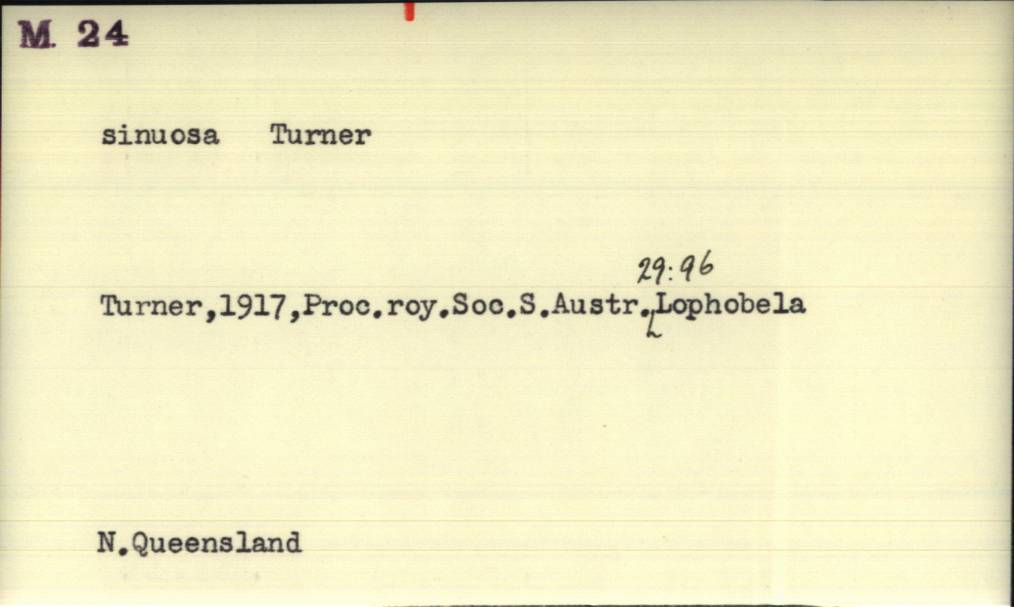 M. 24
sinuosa Turner
29:96
Turner,1917,Proc.roy.Soc.S.Austr.Lophobela
N.Queensland